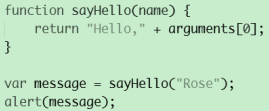 function sayHello(name) {
    return "Hello," + arguments[0];
}

var message = sayHello("Rose");
alert(message);